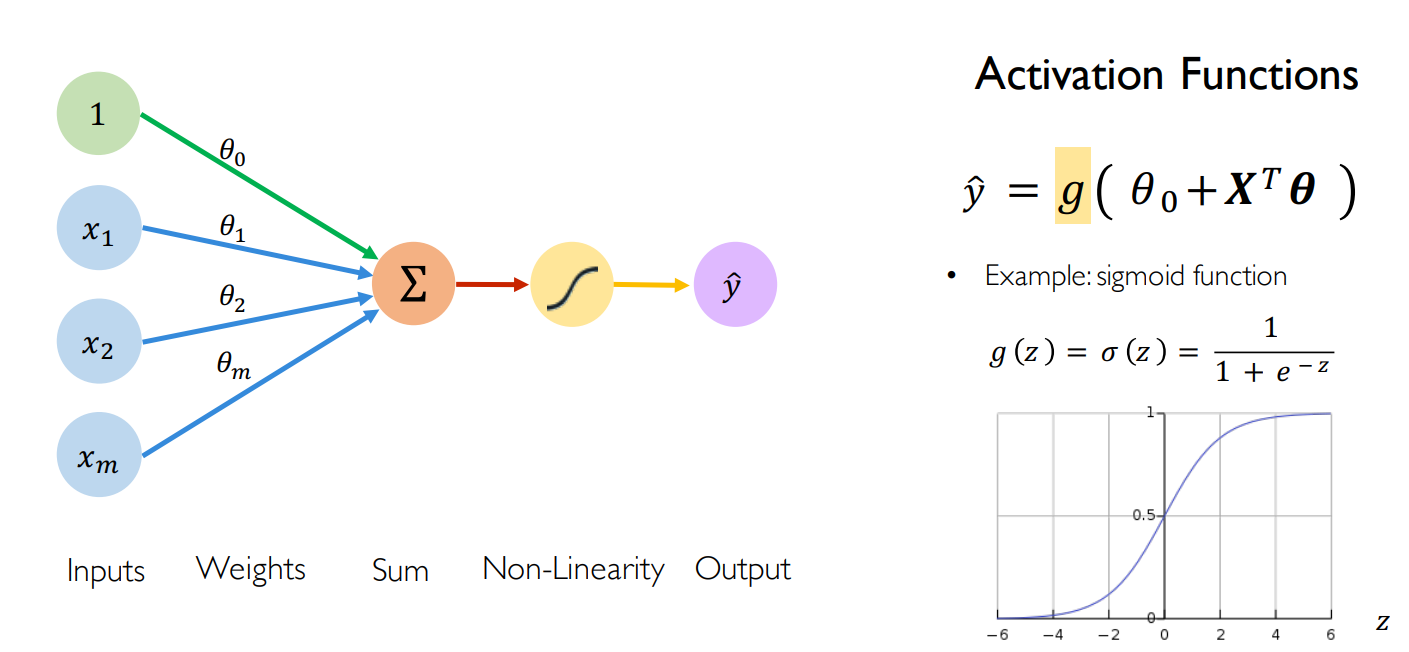 1
x₁
x₂
xₘ
θ₀
θ₁
θ₂
θₘ
Σ
ŷ
Inputs Weights Sum Non-Linearity Output
Activation Functions
ŷ = g( θ₀+Xᵀθ )
• Example: sigmoid function
g(z) = σ(z) = 1 / (1 + e⁻ᶻ)
1
0.5
0
−6 −4 −2 0 2 4 6
z